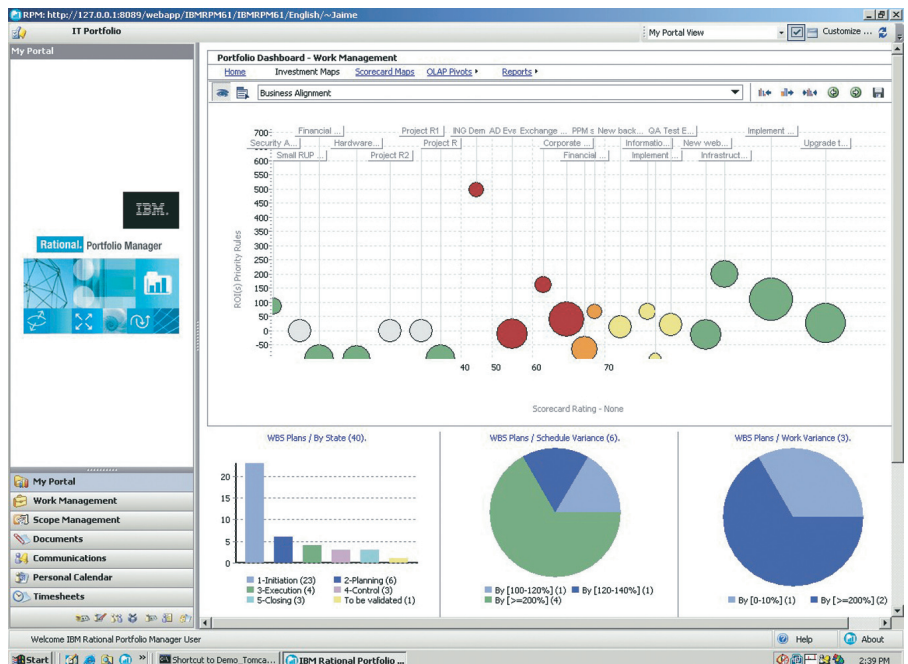 RPM: http://127.0.0.1:8089/webapp/IBMRPM61/IBMRPM61/English/~Jaime
IT Portfolio
My Portal View
Customize ...
My Portal
IBM.
Rational. Portfolio Manager
My Portal
Work Management
Scope Management
Documents
Communications
Personal Calendar
Timesheets
Portfolio Dashboard - Work Management
Home Investment Maps Scorecard Maps OLAP Pivots Reports
Business Alignment
Financial ... Project R1 ING Dem AD Eve Exchange ... PPM s New back... QA Test E... Implement ...
Security A... Hardware... Project R Corporate ... Informatio... New web... Upgrade t...
Small RUP ... Project R2 Financial ... Implement ... Infrastruct...
ROI(s) Priority Rules
700
600
550
500
450
400
350
300
250
200
150
100
50
0
-50
40 50 60 70
Scorecard Rating - None
WBS Plans / By State (40).
20
15
10
5
0
1-Initiation (23) 2-Planning (6)
3-Execution (4) 4-Control (3)
5-Closing (3) To be validated (1)
WBS Plans / Schedule Variance (6).
By [100-120%] (1) By [120-140%] (1)
By [>=200%] (4)
WBS Plans / Work Variance (3).
By [0-10%] (1) By [>=200%] (2)
Welcome IBM Rational Portfolio Manager User
Help About
Start
Shortcut to Demo_Tomca...
IBM Rational Portfolio ...
2:39 PM